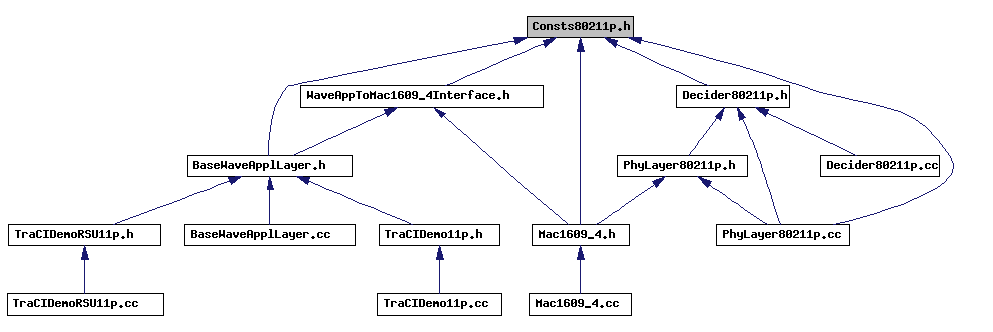 Consts80211p.h
WaveAppToMac1609_4Interface.h
Decider80211p.h
BaseWaveApplLayer.h
PhyLayer80211p.h
Decider80211p.cc
TraCIDemoRSU11p.h
BaseWaveApplLayer.cc
TraCIDemo11p.h
Mac1609_4.h
PhyLayer80211p.cc
TraCIDemoRSU11p.cc
TraCIDemo11p.cc
Mac1609_4.cc